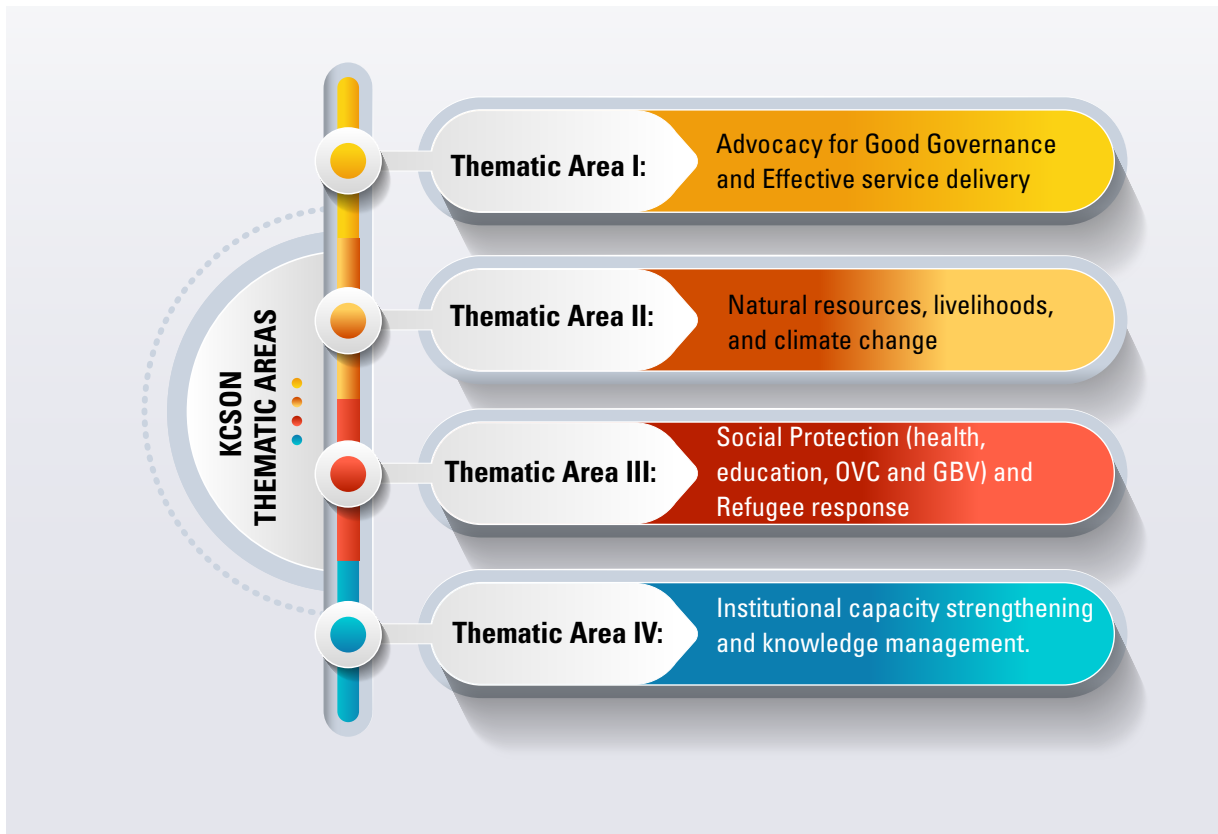 KCSON
THEMATIC AREAS
Thematic Area I:
Advocacy for Good Governance
and Effective service delivery
Thematic Area II:
Natural resources, livelihoods,
and climate change
Thematic Area III:
Social Protection (health,
education, OVC and GBV) and
Refugee response
Thematic Area IV:
Institutional capacity strengthening
and knowledge management.